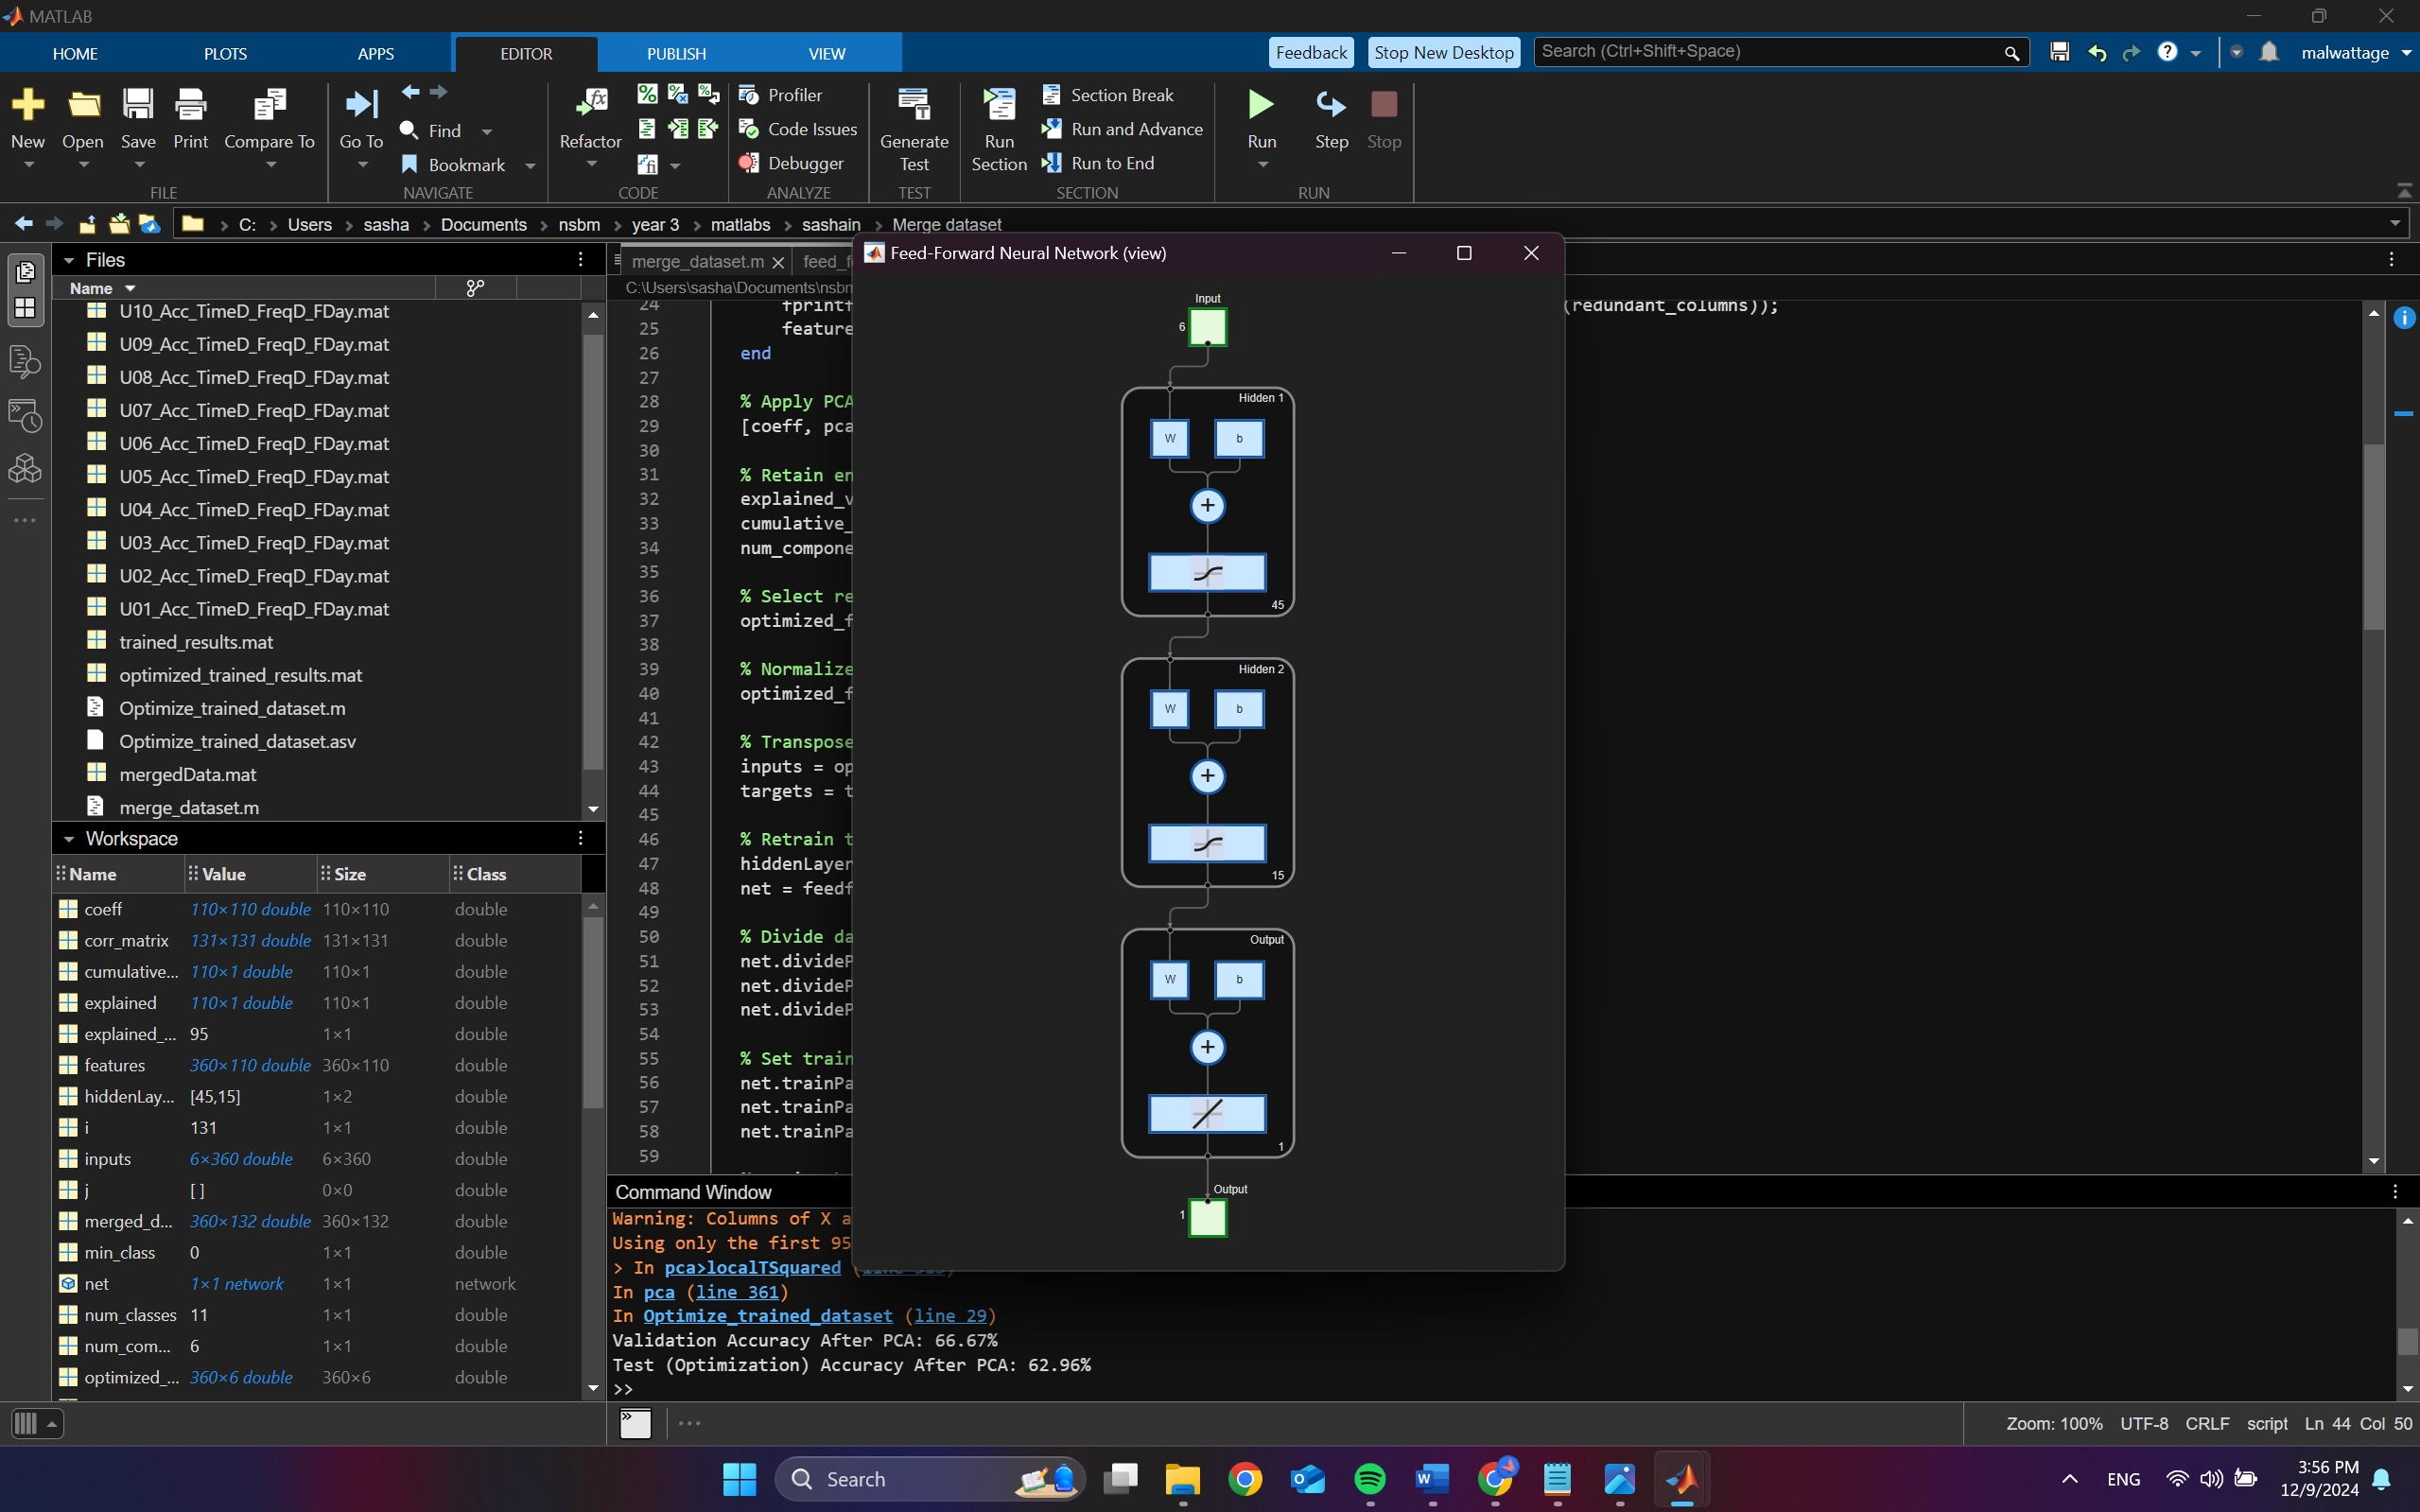 MATLAB
HOME PLOTS APPS EDITOR PUBLISH VIEW Feedback Stop New Desktop Search (Ctrl+Shift+Space) malwattage
New Open Save Print Compare To
FILE
Go To Find Bookmark
NAVIGATE
Refactor
CODE
Profiler
Code Issues
Debugger
ANALYZE
Generate Test
TEST
Run Section
Section Break
Run and Advance
Run to End
SECTION
Run Step Stop
RUN
C: Users sasha Documents nsbm year 3 matlabs sashain Merge dataset
Files
Name
U10_Acc_TimeD_FreqD_FDay.mat
U09_Acc_TimeD_FreqD_FDay.mat
U08_Acc_TimeD_FreqD_FDay.mat
U07_Acc_TimeD_FreqD_FDay.mat
U06_Acc_TimeD_FreqD_FDay.mat
U05_Acc_TimeD_FreqD_FDay.mat
U04_Acc_TimeD_FreqD_FDay.mat
U03_Acc_TimeD_FreqD_FDay.mat
U02_Acc_TimeD_FreqD_FDay.mat
U01_Acc_TimeD_FreqD_FDay.mat
trained_results.mat
optimized_trained_results.mat
Optimize_trained_dataset.m
Optimize_trained_dataset.asv
mergedData.mat
merge_dataset.m
Workspace
Name Value Size Class
coeff 110×110 double 110×110 double
corr_matrix 131×131 double 131×131 double
cumulative... 110×1 double 110×1 double
explained 110×1 double 110×1 double
explained_... 95 1×1 double
features 360×110 double 360×110 double
hiddenLay... [45,15] 1×2 double
i 131 1×1 double
inputs 6×360 double 6×360 double
j [ ] 0×0 double
merged_d... 360×132 double 360×132 double
min_class 0 1×1 double
net 1×1 network 1×1 network
num_classes 11 1×1 double
num_com... 6 1×1 double
optimized_... 360×6 double 360×6 double
merge_dataset.m feed_f
C:\Users\sasha\Documents\nsbm
24 fprintf (redundant_columns));
25 feature
26 end
27
28 % Apply PCA
29 [coeff, pca
30
31 % Retain en
32 explained_v
33 cumulative_
34 num_compone
35
36 % Select re
37 optimized_f
38
39 % Normalize
40 optimized_f
41
42 % Transpose
43 inputs = op
44 targets = t
45
46 % Retrain t
47 hiddenLayer
48 net = feedf
49
50 % Divide da
51 net.divideP
52 net.divideP
53 net.divideP
54
55 % Set train
56 net.trainPa
57 net.trainPa
58 net.trainPa
59
Feed-Forward Neural Network (view)
Input
6
Hidden 1
W b
+
45
Hidden 2
W b
+
15
Output
W b
+
1
Output
1
Command Window
Warning: Columns of X a
Using only the first 95
> In pca>localTSquared
In pca (line 361)
In Optimize_trained_dataset (line 29)
Validation Accuracy After PCA: 66.67%
Test (Optimization) Accuracy After PCA: 62.96%
>>
Zoom: 100% UTF-8 CRLF script Ln 44 Col 50
Search
ENG
3:56 PM
12/9/2024